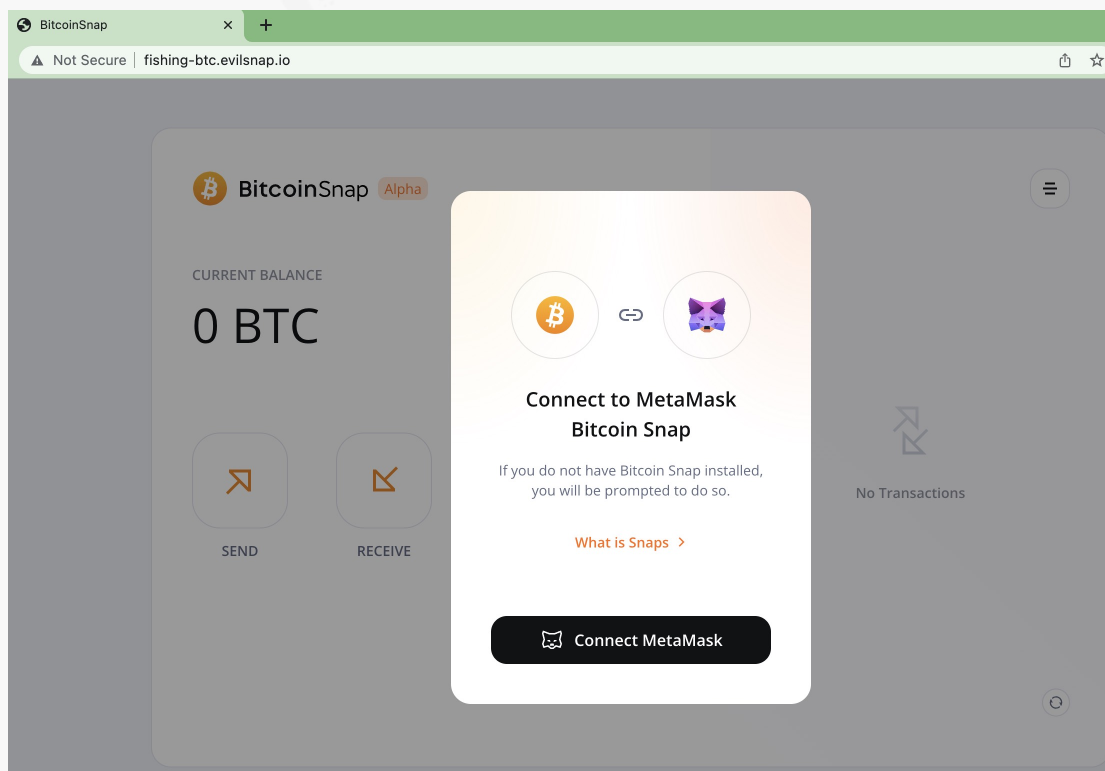 BitcoinSnap
Not Secure
fishing-btc.evilsnap.io
BitcoinSnap Alpha
CURRENT BALANCE
0 BTC
SEND
RECEIVE
Connect to MetaMask
Bitcoin Snap
If you do not have Bitcoin Snap installed,
you will be prompted to do so.
What is Snaps
Connect MetaMask
No Transactions